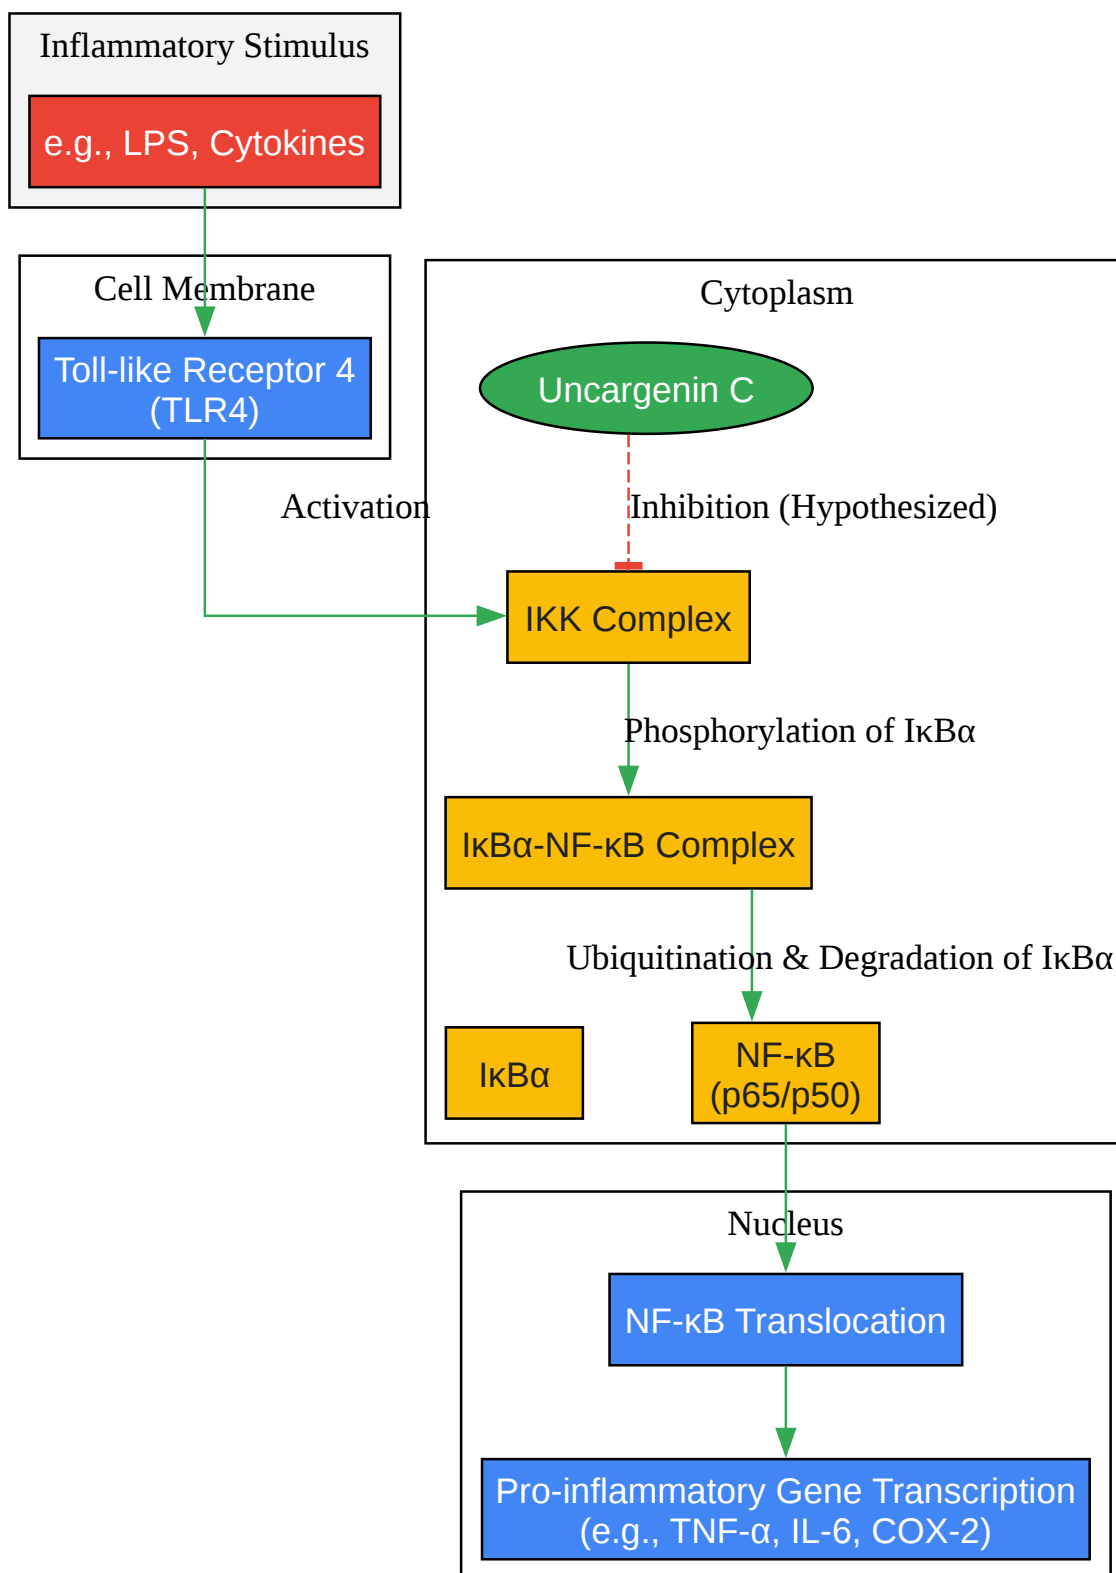 Inflammatory Stimulus
e.g., LPS, Cytokines
Cell Membrane
Toll-like Receptor 4
(TLR4)
Cytoplasm
Uncargenin C
Activation
Inhibition (Hypothesized)
IKK Complex
Phosphorylation of IκBα
IκBα-NF-κB Complex
Ubiquitination & Degradation of IκBα
IκBα
NF-κB
(p65/p50)
Nucleus
NF-κB Translocation
Pro-inflammatory Gene Transcription
(e.g., TNF-α, IL-6, COX-2)